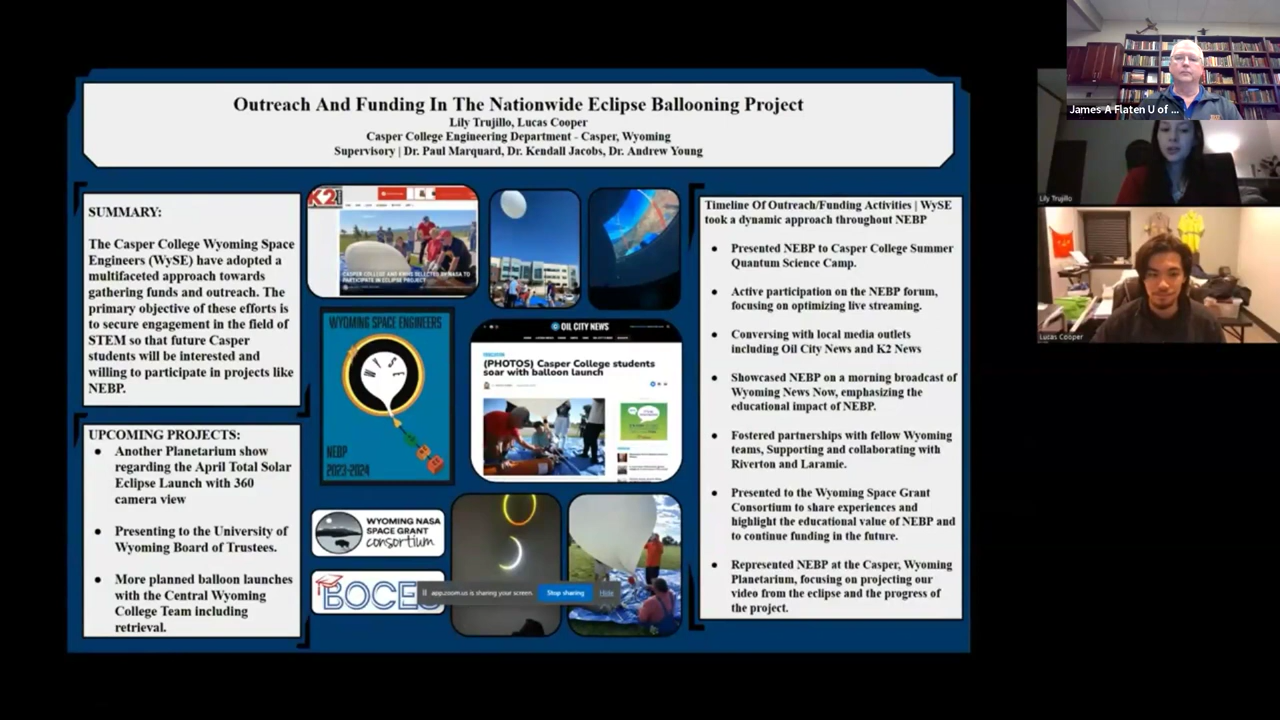 Outreach And Funding In The Nationwide Eclipse Ballooning Project
Lily Trujillo, Lucas Cooper
Casper College Engineering Department - Casper, Wyoming
Supervisory | Dr. Paul Marquard, Dr. Kendall Jacobs, Dr. Andrew Young
SUMMARY:
The Casper College Wyoming Space
Engineers (WySE) have adopted a
multifaceted approach towards
gathering funds and outreach. The
primary objective of these efforts is
to secure engagement in the field of
STEM so that future Casper
students will be interested and
willing to participate in projects like
NEBP.
UPCOMING PROJECTS:
● Another Planetarium show
regarding the April Total Solar
Eclipse Launch with 360
camera view
● Presenting to the University of
Wyoming Board of Trustees.
● More planned balloon launches
with the Central Wyoming
College Team including
retrieval.
K2
CASPER COLLEGE AND KWHS SELECTED BY NASA TO
PARTICIPATE IN ECLIPSE PROJECT
WYOMING SPACE ENGINEERS
NEBP
2023-2024
OIL CITY NEWS
(PHOTOS) Casper College students
soar with balloon launch
WYOMING NASA
SPACE GRANT
consortium
BOCES
app.zoom.us is sharing your screen.
Stop sharing
Hide
Timeline Of Outreach/Funding Activities | WySE
took a dynamic approach throughout NEBP
● Presented NEBP to Casper College Summer
Quantum Science Camp.
● Active participation on the NEBP forum,
focusing on optimizing live streaming.
● Conversing with local media outlets
including Oil City News and K2 News
● Showcased NEBP on a morning broadcast of
Wyoming News Now, emphasizing the
educational impact of NEBP.
● Fostered partnerships with fellow Wyoming
teams, Supporting and collaborating with
Riverton and Laramie.
● Presented to the Wyoming Space Grant
Consortium to share experiences and
highlight the educational value of NEBP and
to continue funding in the future.
● Represented NEBP at the Casper, Wyoming
Planetarium, focusing on projecting our
video from the eclipse and the progress of
the project.
James A Flaten U of ...
Lily Trujillo
Lucas Cooper